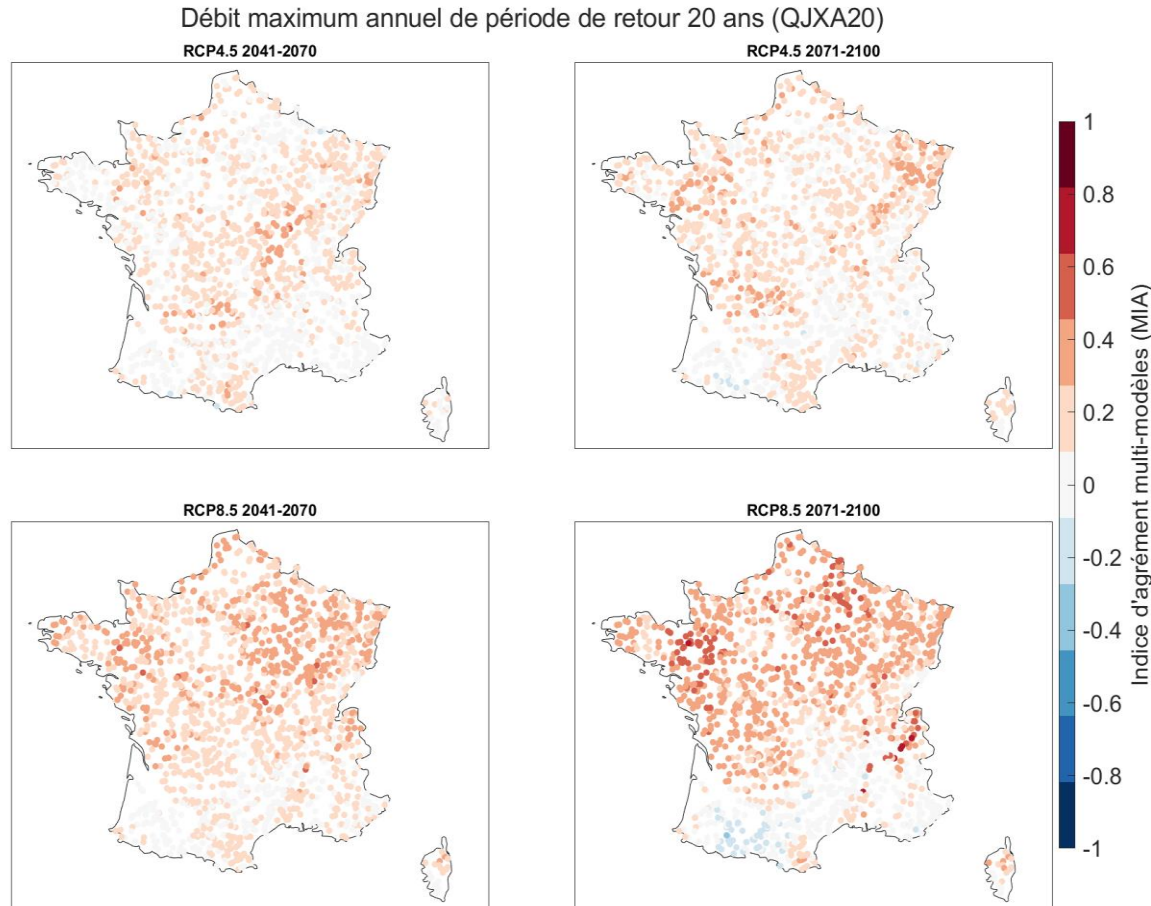 Débit maximum annuel de période de retour 20 ans (QJXA20)
RCP4.5 2041-2070
RCP4.5 2071-2100
RCP8.5 2041-2070
RCP8.5 2071-2100
1
0.8
0.6
0.4
0.2
0
-0.2
-0.4
-0.6
-0.8
-1
Indice d'agrément multi-modèles (MIA)